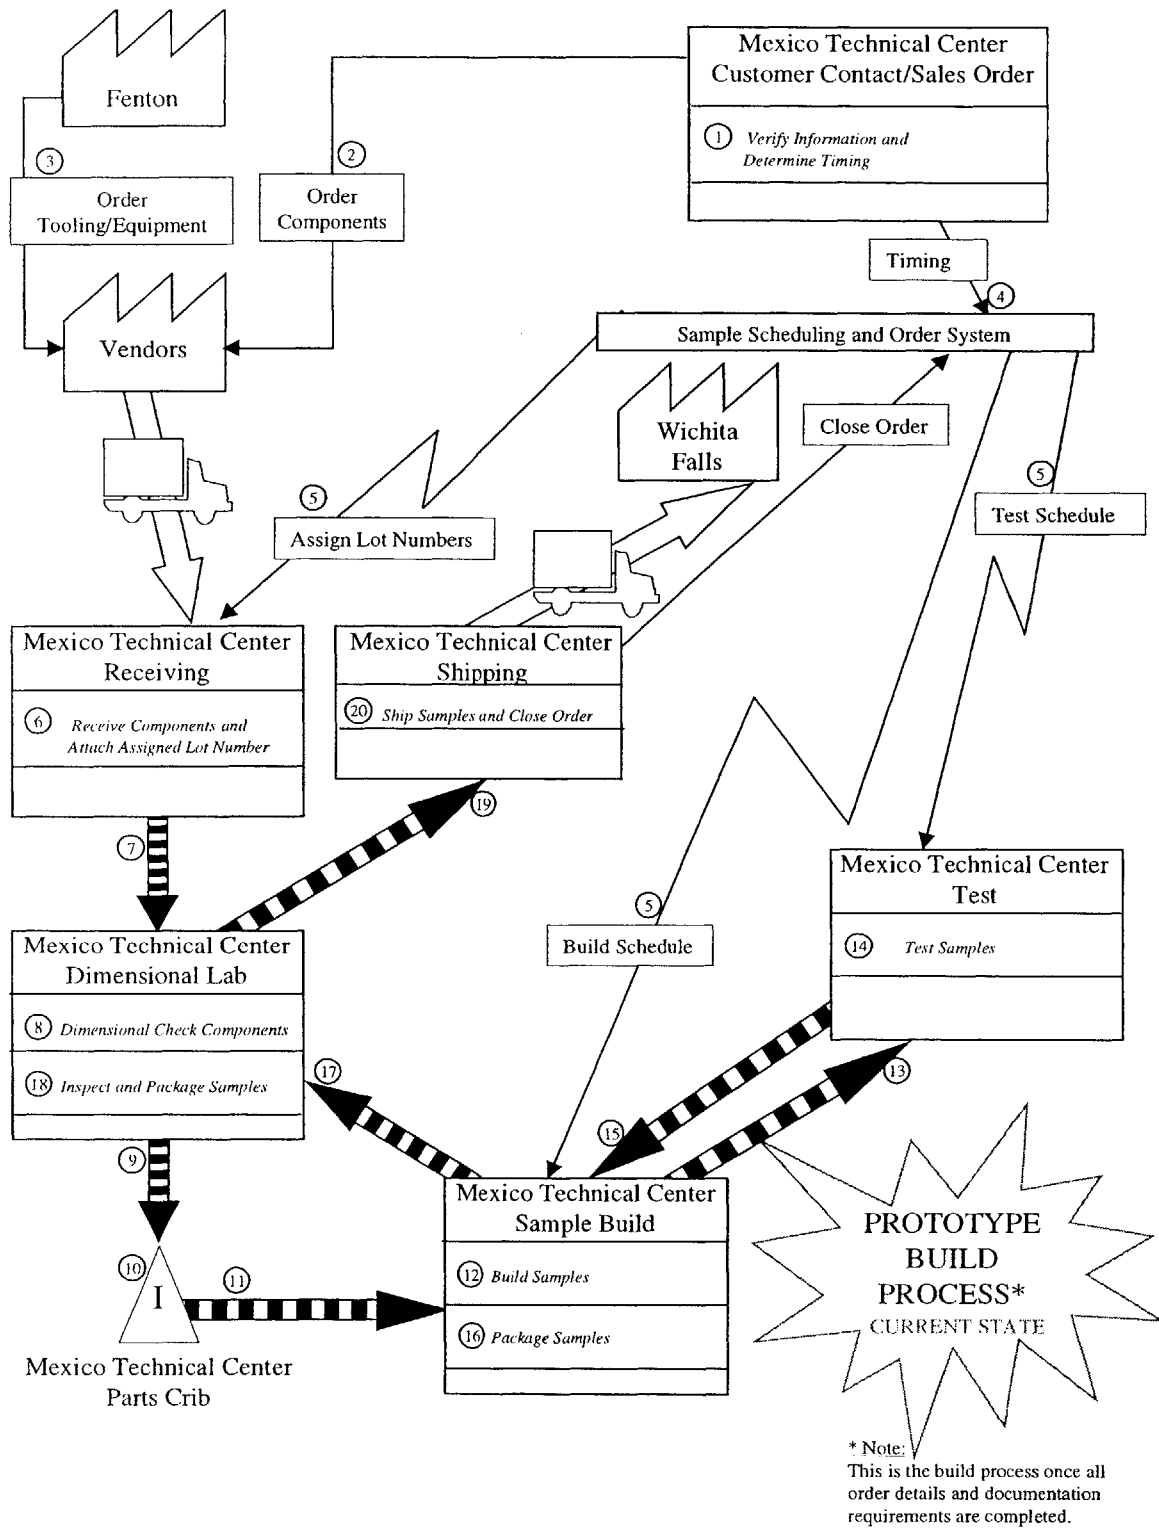 Fenton
Mexico Technical Center
Customer Contact/Sales Order
1 Verify Information and
Determine Timing
3
2
Order
Tooling/Equipment
Order
Components
Timing
4
Vendors
Sample Scheduling and Order System
Wichita
Falls
Close Order
5
Assign Lot Numbers
5
Test Schedule
Mexico Technical Center
Receiving
6 Receive Components and
Attach Assigned Lot Number
Mexico Technical Center
Shipping
20 Ship Samples and Close Order
7
19
Mexico Technical Center
Test
14 Test Samples
5
Build Schedule
Mexico Technical Center
Dimensional Lab
8 Dimensional Check Components
18 Inspect and Package Samples
17
13
15
9
Mexico Technical Center
Sample Build
12 Build Samples
16 Package Samples
10
I
11
Mexico Technical Center
Parts Crib
PROTOTYPE
BUILD
PROCESS*
CURRENT STATE
* Note:
This is the build process once all
order details and documentation
requirements are completed.